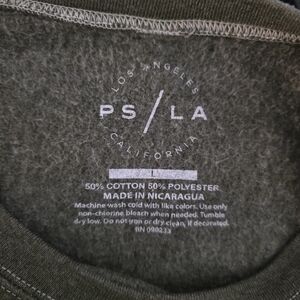 LOS ANGELES
PS/LA
CALIFORNIA
L
50% COTTON 50% POLYESTER
MADE IN NICARAGUA
Machine wash cold with like colors. Use only
non-chlorine bleach when needed. Tumble
dry low. Do not iron or dry clean, if decorated.
RN 090233